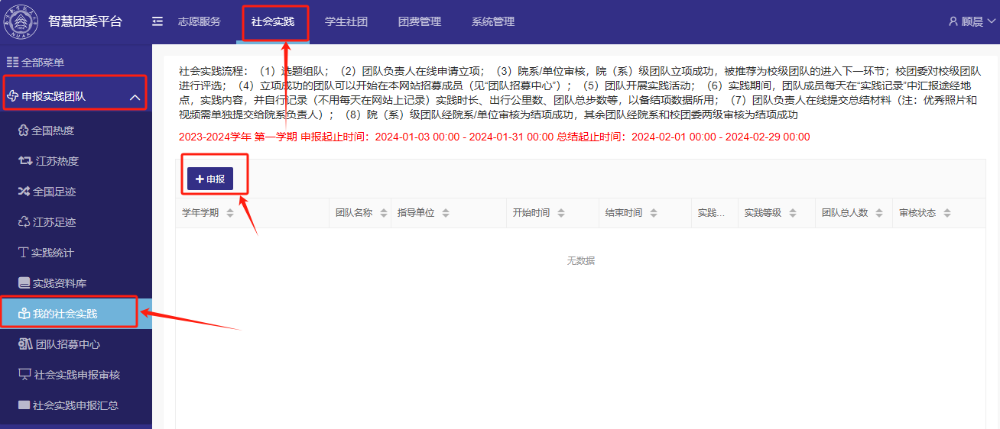 智慧团委平台
志愿服务
社会实践
学生社团
团费管理
系统管理
顾晨
NUAA
全部菜单
申报实践团队
全国热度
江苏热度
全国足迹
江苏足迹
实践统计
实践资料库
我的社会实践
团队招募中心
社会实践申报审核
社会实践申报汇总
社会实践流程：（1）选题组队；（2）团队负责人在线申请立项；（3）院系/单位审核，院（系）级团队立项成功，被推荐为校级团队的进入下一环节；校团委对校级团队
进行评选；（4）立项成功的团队可以开始在本网站招募成员（见“团队招募中心”）；（5）团队开展实践活动；（6）实践期间，团队成员每天在“实践记录”中汇报途经地
点，实践内容，并自行记录（不用每天在网站上记录）实践时长、出行公里数、团队总步数等，以备结项数据所用；（7）团队负责人在线提交总结材料（注：优秀照片和
视频需单独提交给院系负责人）；（8）院（系）级团队经院系/单位审核为结项成功，其余团队经院系和校团委两级审核为结项成功
2023-2024学年 第一学期 申报起止时间：2024-01-03 00:00 - 2024-01-31 00:00 总结起止时间：2024-02-01 00:00 - 2024-02-29 00:00
申报
学年学期 团队名称 指导单位 开始时间 结束时间 实践... 实践等级 团队总人数 审核状态
无数据